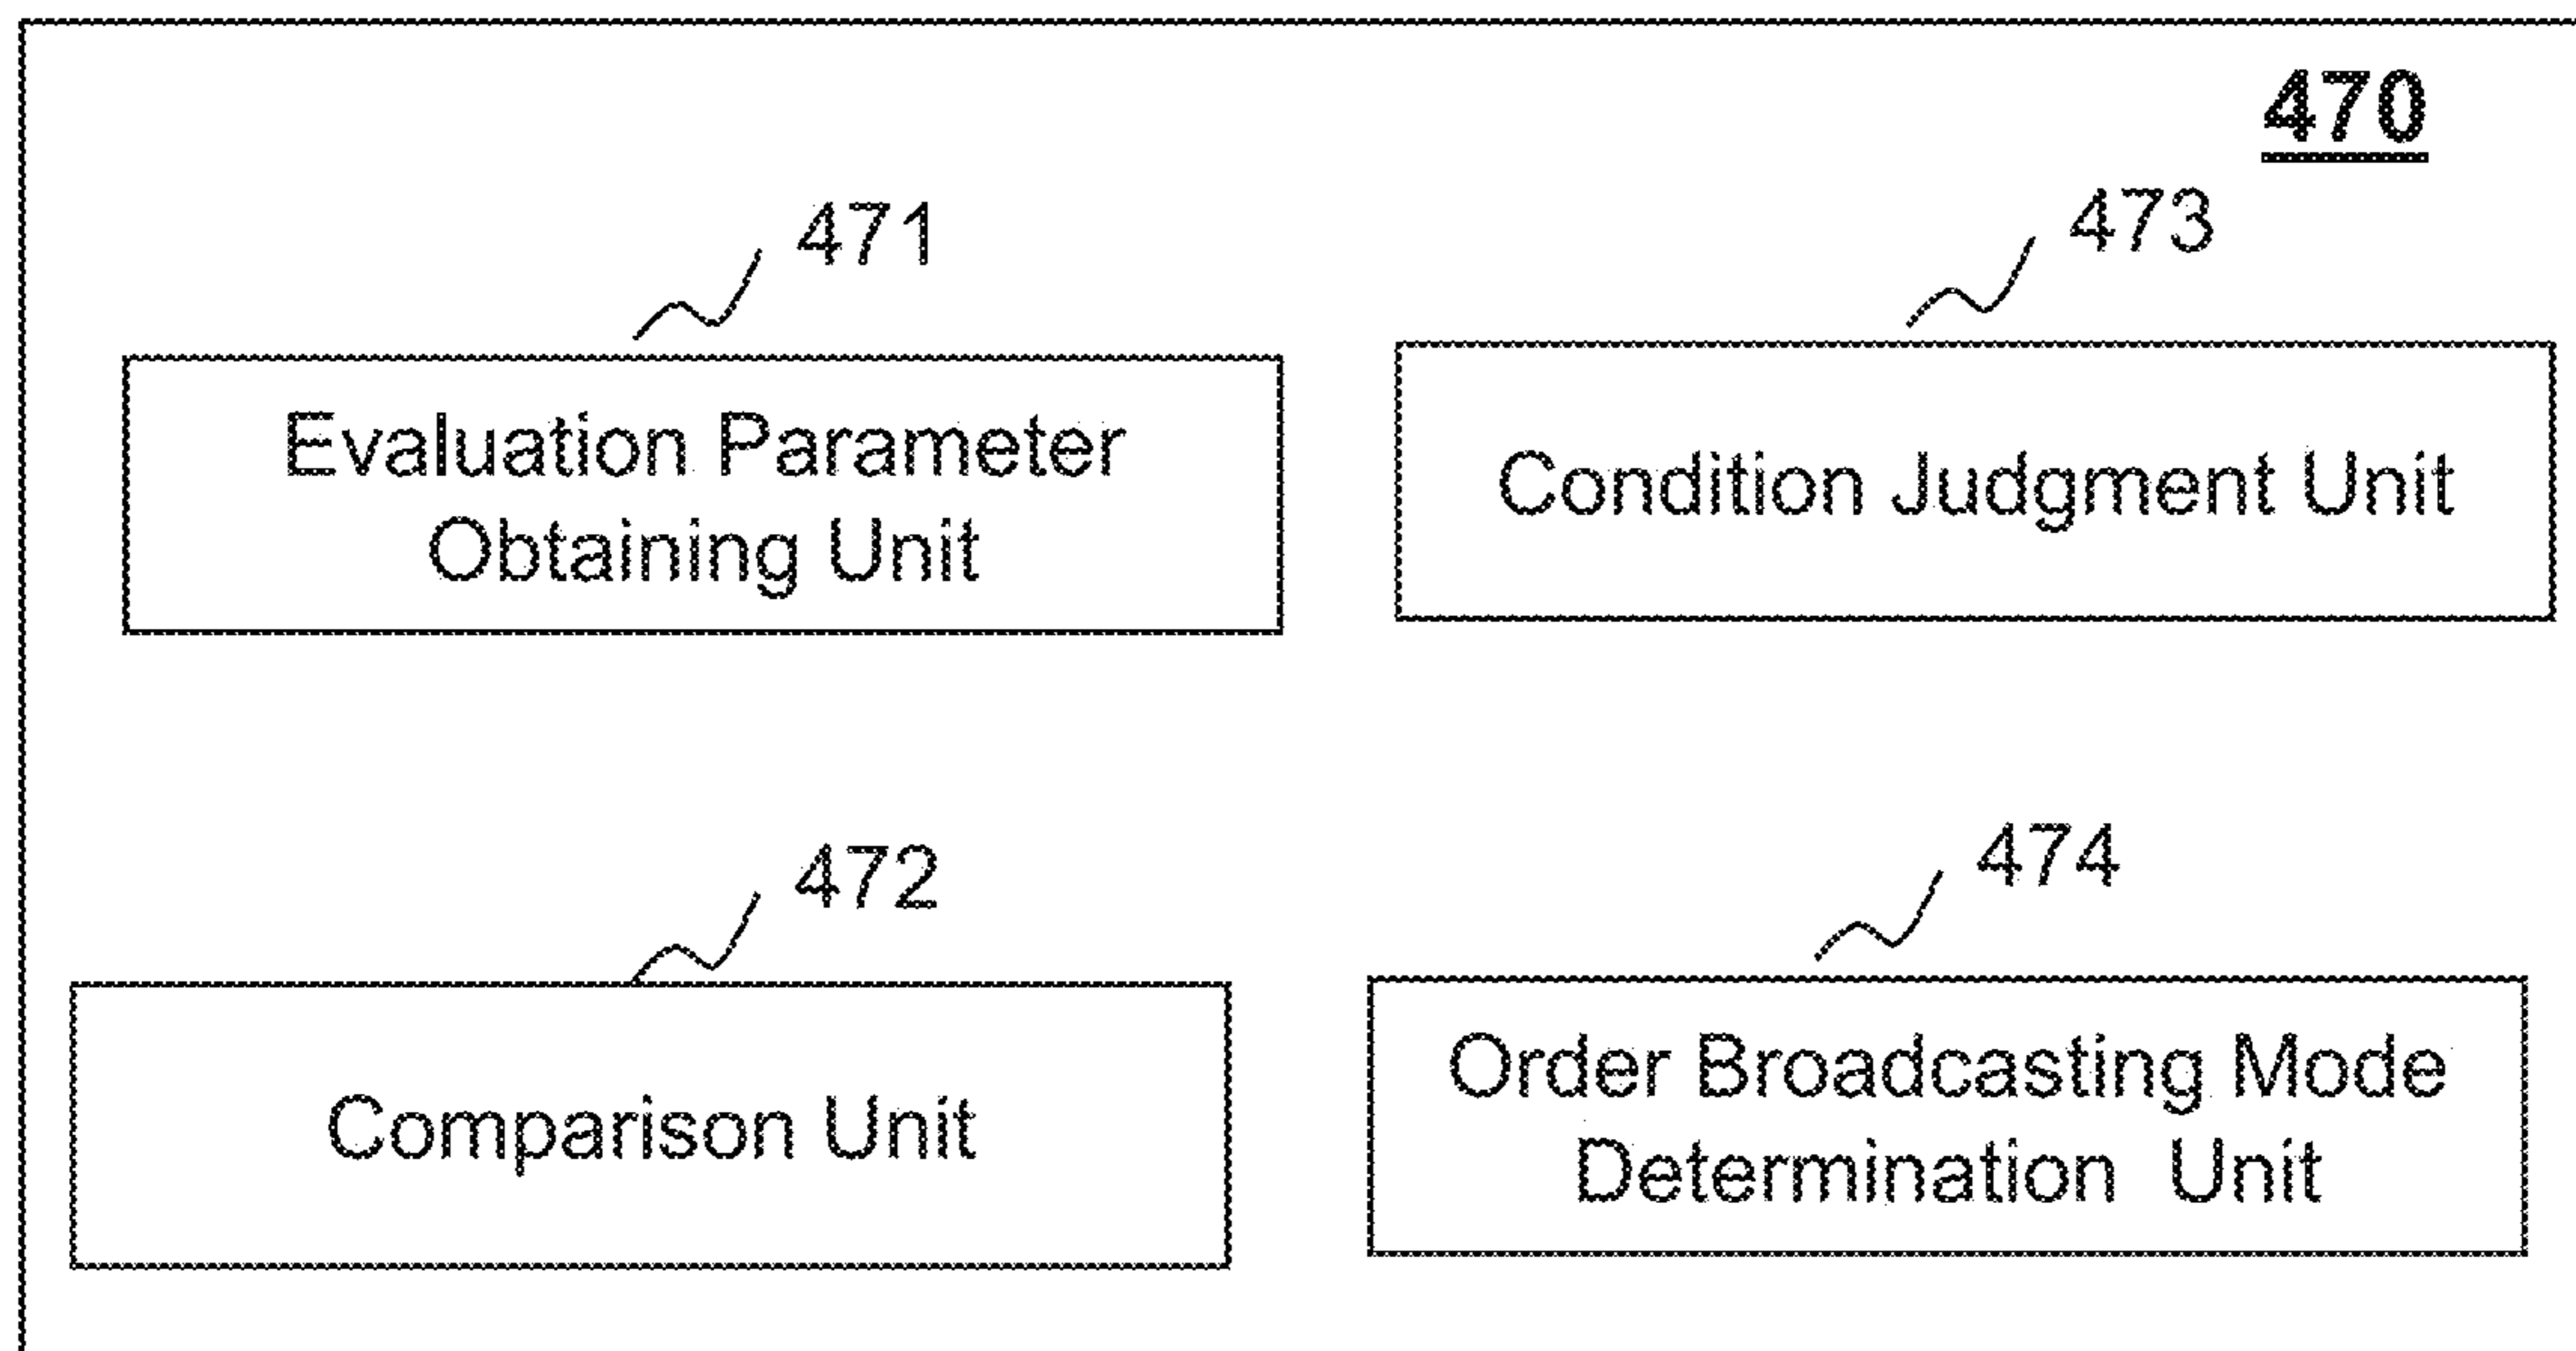 470
471
473
Evaluation Parameter
Obtaining Unit
Condition Judgment Unit
472
474
Comparison Unit
Order Broadcasting Mode
Determination Unit